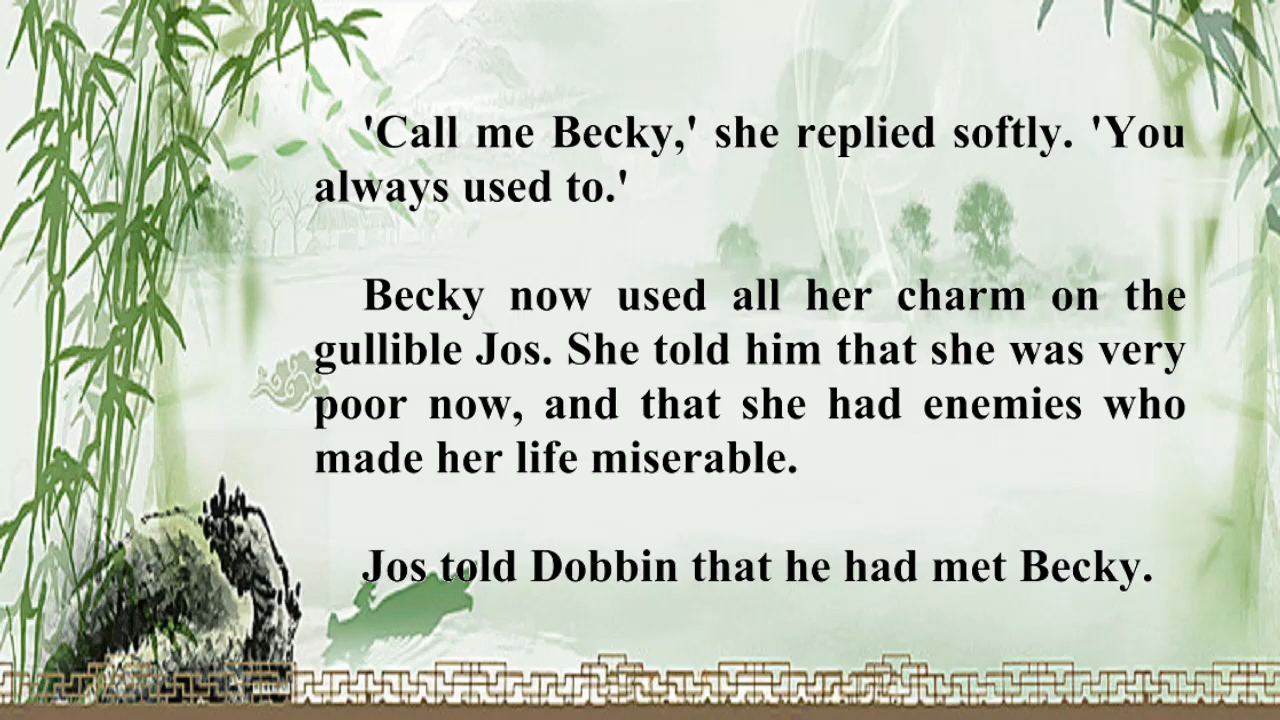 'Call me Becky,' she replied softly. 'You
always used to.'
Becky now used all her charm on the
gullible Jos. She told him that she was very
poor now, and that she had enemies who
made her life miserable.
Jos told Dobbin that he had met Becky.